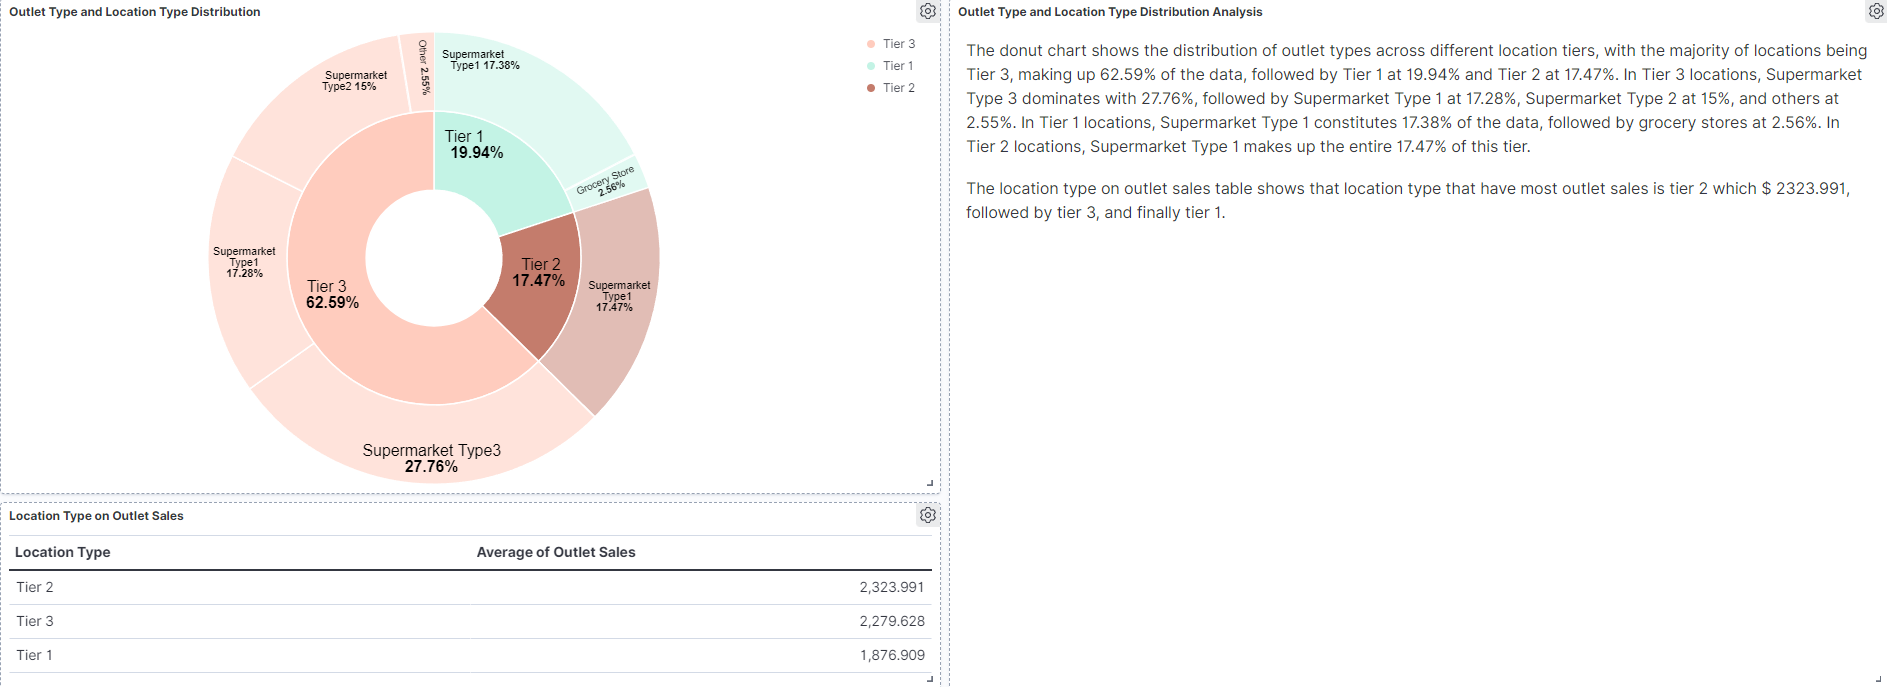 Outlet Type and Location Type Distribution
Tier 3
Tier 1
Tier 2
Other 2.55%
Supermarket
Type1 17.38%
Supermarket
Type2 15%
Tier 1
19.94%
Grocery Store
2.56%
Supermarket
Type1
17.28%
Tier 2
17.47%
Tier 3
62.59%
Supermarket
Type1
17.47%
Supermarket Type3
27.76%
Location Type on Outlet Sales
Location Type Average of Outlet Sales
Tier 2 2,323.991
Tier 3 2,279.628
Tier 1 1,876.909
Outlet Type and Location Type Distribution Analysis
The donut chart shows the distribution of outlet types across different location tiers, with the majority of locations being
Tier 3, making up 62.59% of the data, followed by Tier 1 at 19.94% and Tier 2 at 17.47%. In Tier 3 locations, Supermarket
Type 3 dominates with 27.76%, followed by Supermarket Type 1 at 17.28%, Supermarket Type 2 at 15%, and others at
2.55%. In Tier 1 locations, Supermarket Type 1 constitutes 17.38% of the data, followed by grocery stores at 2.56%. In
Tier 2 locations, Supermarket Type 1 makes up the entire 17.47% of this tier.
The location type on outlet sales table shows that location type that have most outlet sales is tier 2 which $ 2323.991,
followed by tier 3, and finally tier 1.